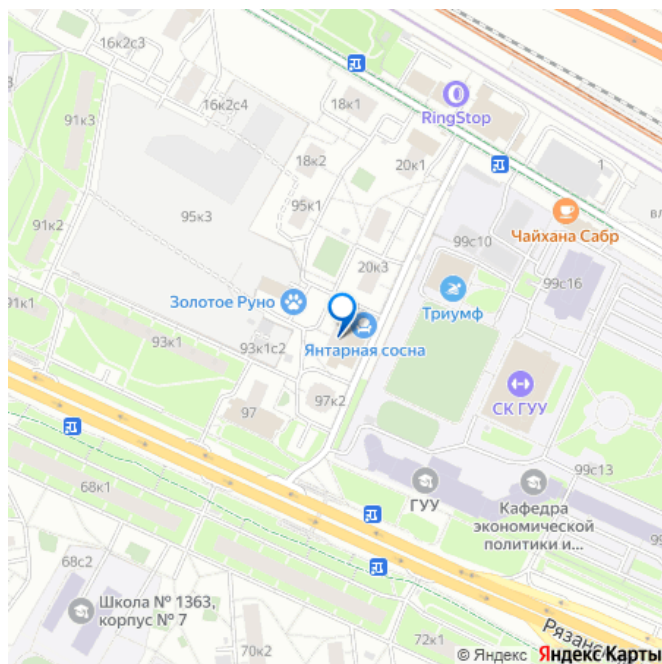 16к2с3
18к1
RingStop
16к2с4
91к3
18к2
20к1
1
95к1
95к3
99с10
Чайхана Сабр
91к2
20к3
99с16
Золотое Руно
Триумф
91к1
Янтарная сосна
93к1
93к1с2
СК ГУУ
97к2
97
99с13
68к1
ГУУ
Кафедра
экономической
политики и...
68с2
Школа № 1363,
корпус № 7
70к2
72к1
© Яндекс Яндекс Карты